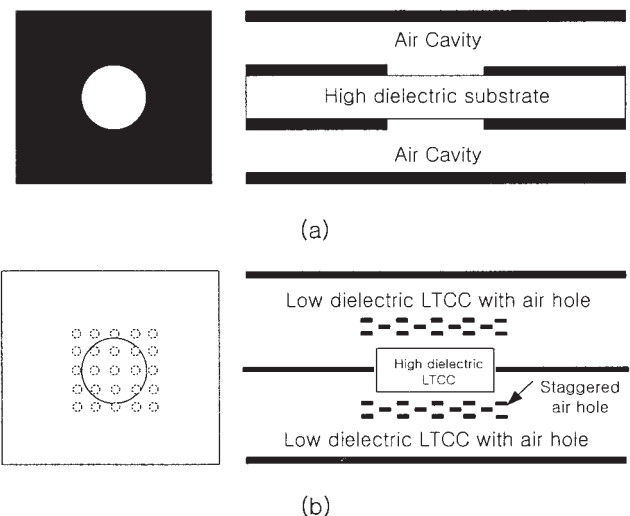 Air Cavity
High dielectric substrate
Air Cavity
(a)
Low dielectric LTCC with air hole
High dielectric
LTCC
Staggered
air hole
Low dielectric LTCC with air hole
(b)